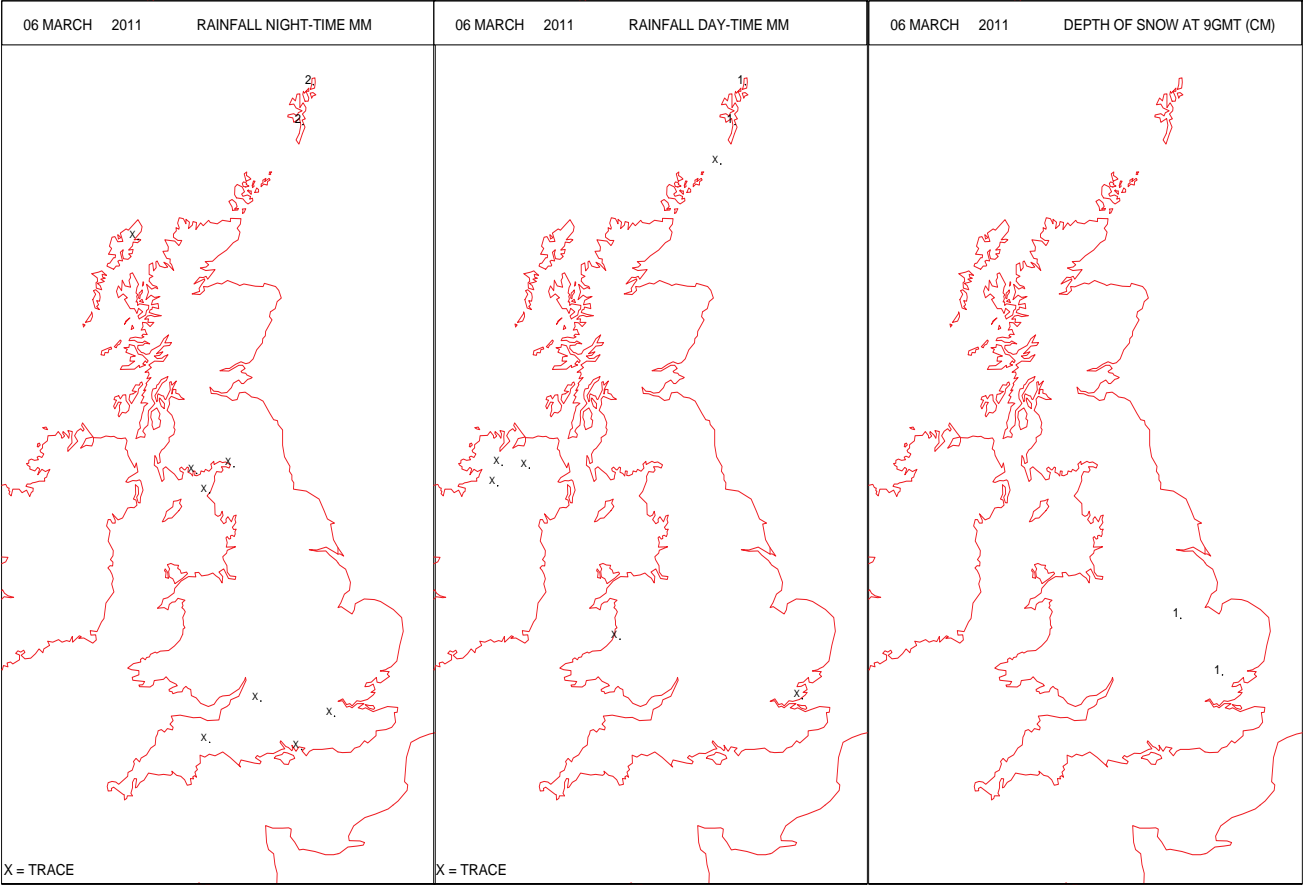 06 MARCH 2011 RAINFALL NIGHT-TIME MM
2
2
X
X
X
X
X
X
X
X
X = TRACE
06 MARCH 2011 RAINFALL DAY-TIME MM
1
1
X
X
X
X
X
X
X = TRACE
06 MARCH 2011 DEPTH OF SNOW AT 9GMT (CM)
1
1